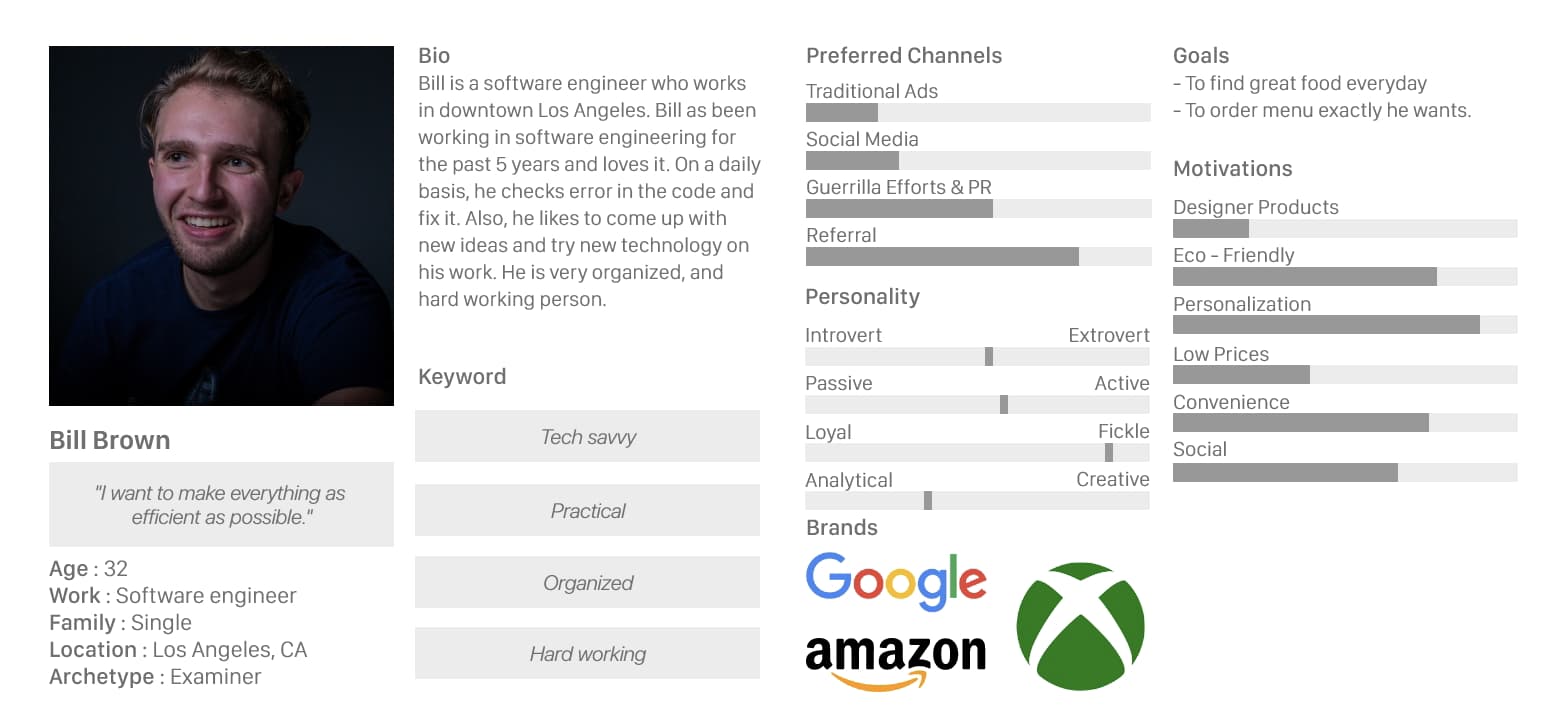 Bill Brown
"I want to make everything as
efficient as possible."
Age : 32
Work : Software engineer
Family : Single
Location : Los Angeles, CA
Archetype : Examiner
Bio
Bill is a software engineer who works
in downtown Los Angeles. Bill as been
working in software engineering for
the past 5 years and loves it. On a daily
basis, he checks error in the code and
fix it. Also, he likes to come up with
new ideas and try new technology on
his work. He is very organized, and
hard working person.
Keyword
Tech savvy
Practical
Organized
Hard working
Preferred Channels
Traditional Ads
Social Media
Guerrilla Efforts & PR
Referral
Personality
Introvert Extrovert
Passive Active
Loyal Fickle
Analytical Creative
Brands
Google
amazon
Goals
- To find great food everyday
- To order menu exactly he wants.
Motivations
Designer Products
Eco - Friendly
Personalization
Low Prices
Convenience
Social